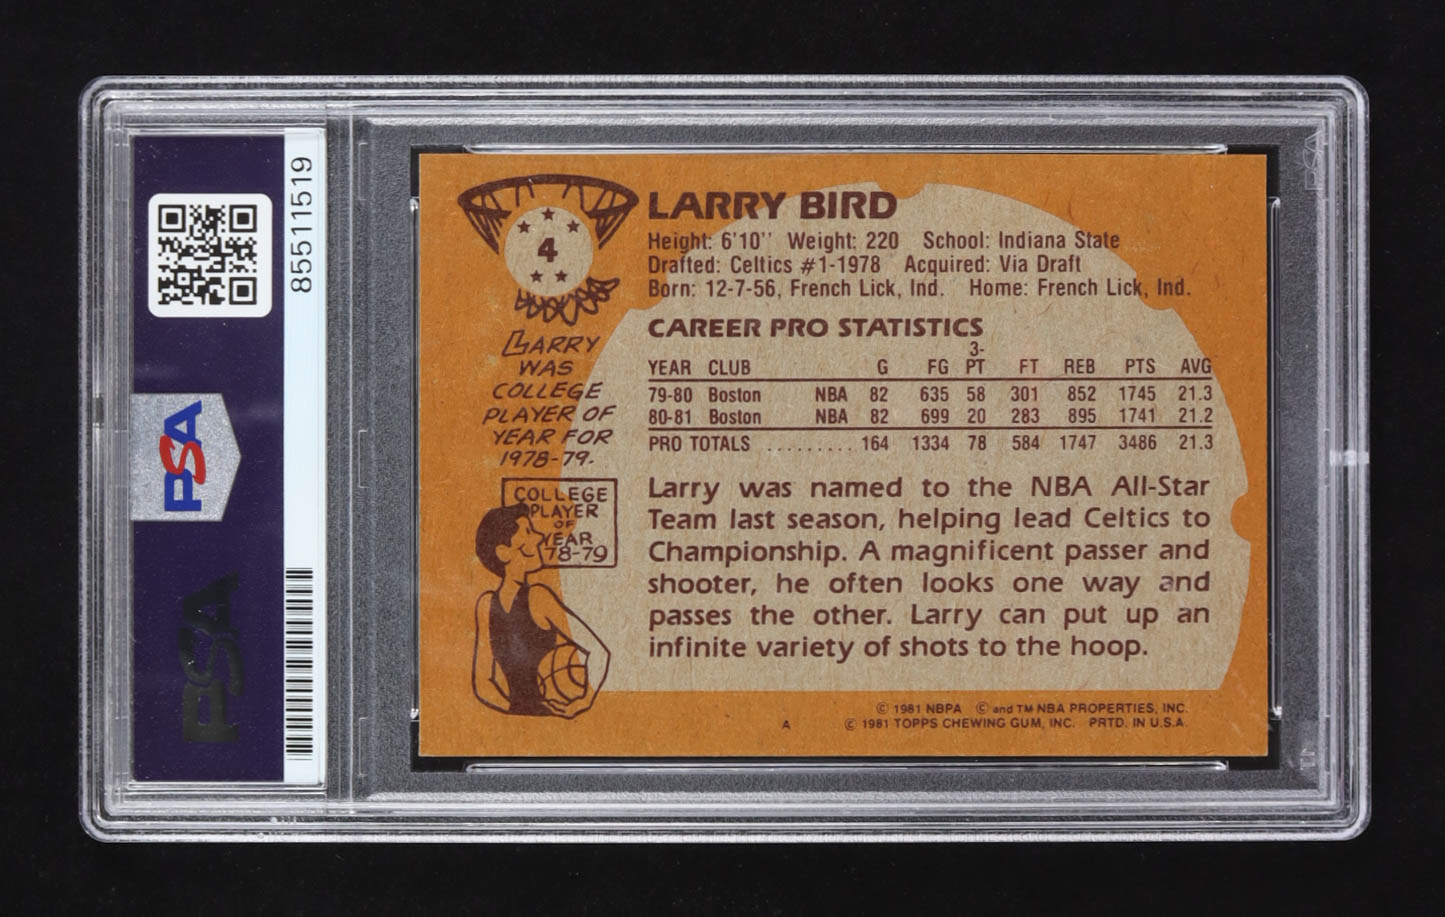 85511519
PSA
PSA
4
LARRY BIRD
Height: 6'10'' Weight: 220 School: Indiana State
Drafted: Celtics #1-1978 Acquired: Via Draft
Born: 12-7-56, French Lick, Ind. Home: French Lick, Ind.
CAREER PRO STATISTICS
YEAR CLUB G FG 3-PT FT REB PTS AVG
79-80 Boston NBA 82 635 58 301 852 1745 21.3
80-81 Boston NBA 82 699 20 283 895 1741 21.2
PRO TOTALS ......... 164 1334 78 584 1747 3486 21.3
LARRY
WAS
COLLEGE
PLAYER OF
YEAR FOR
1978-79.
COLLEGE
PLAYER
OF
YEAR
78-79
Larry was named to the NBA All-Star
Team last season, helping lead Celtics to
Championship. A magnificent passer and
shooter, he often looks one way and
passes the other. Larry can put up an
infinite variety of shots to the hoop.
© 1981 NBPA © and TM NBA PROPERTIES, INC.
A © 1981 TOPPS CHEWING GUM, INC. PRTD. IN U.S.A.
PSA